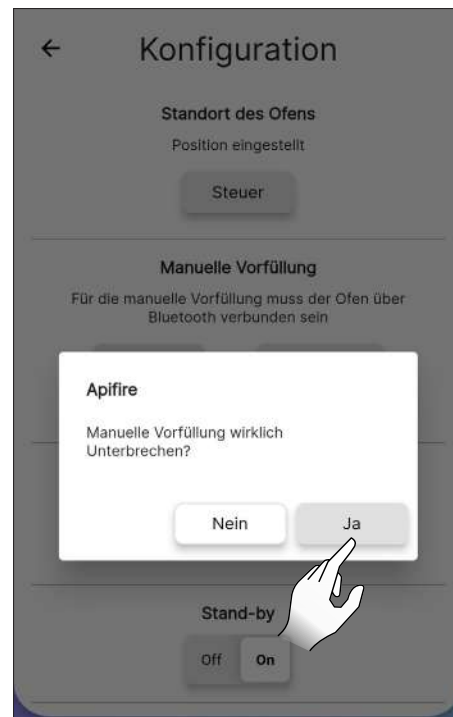 Konfiguration
Standort des Ofens
Position eingestellt
Steuer
Manuelle Vorfüllung
Für die manuelle Vorfüllung muss der Ofen über
Bluetooth verbunden sein
Apifire
Manuelle Vorfüllung wirklich
Unterbrechen?
Nein
Ja
Stand-by
Off
On